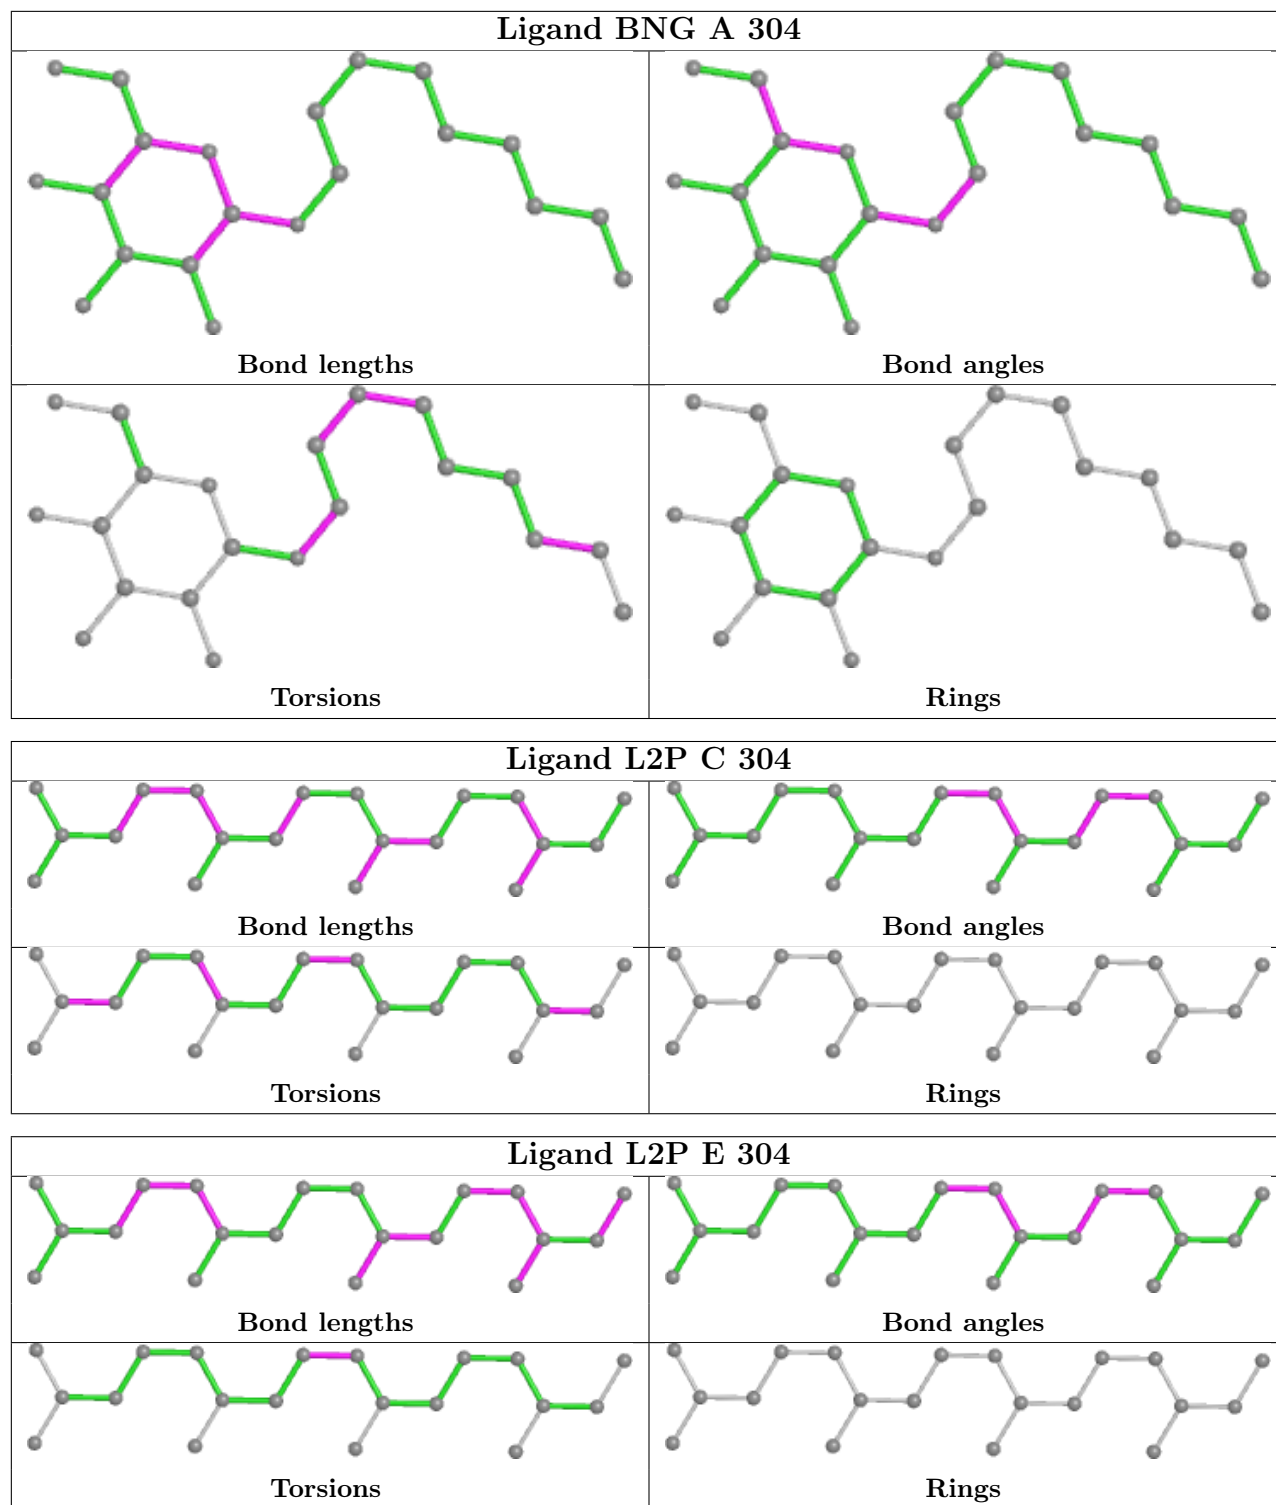 Ligand BNG A 304
Bond lengths
Bond angles
Torsions
Rings
Ligand L2P C 304
Bond lengths
Bond angles
Torsions
Rings
Ligand L2P E 304
Bond lengths
Bond angles
Torsions
Rings